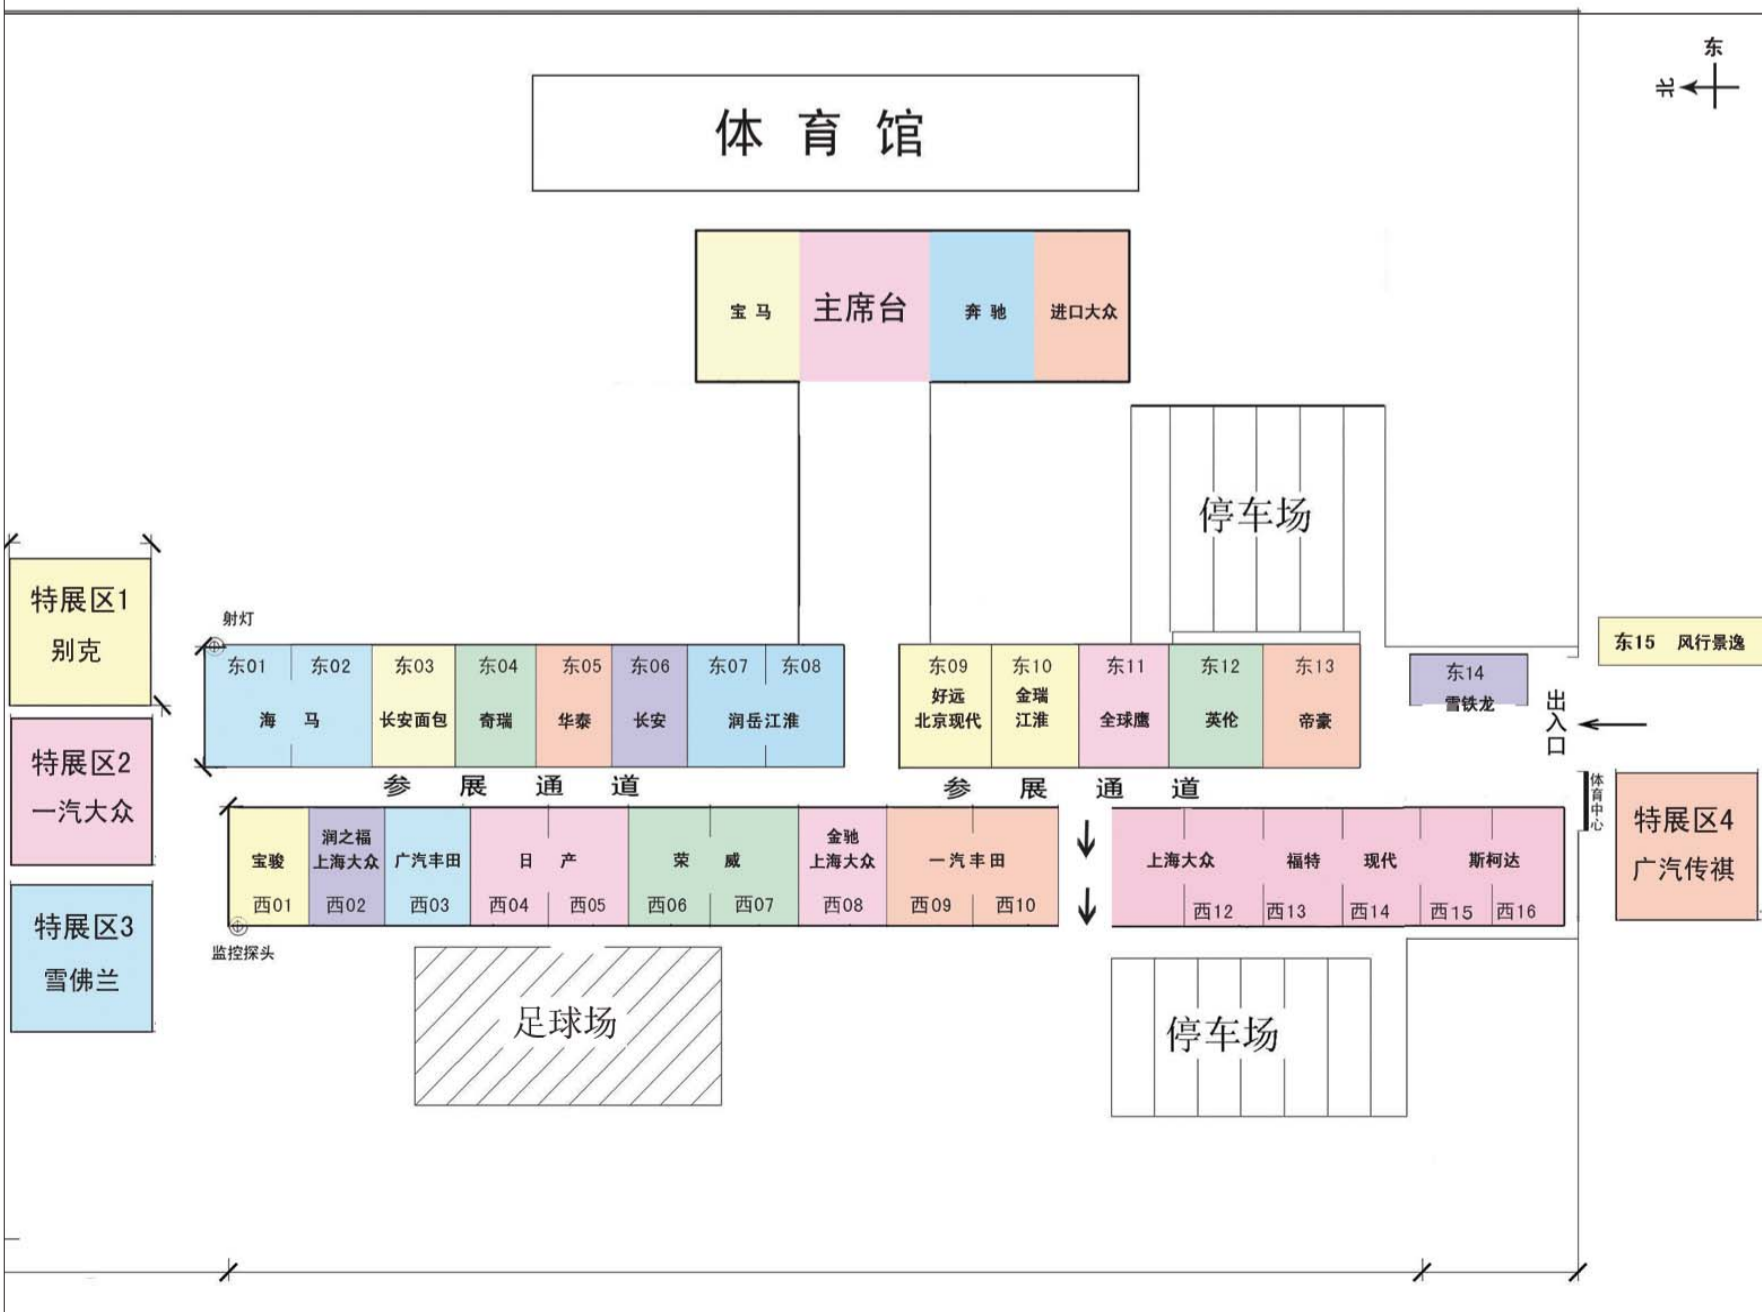 东
北
体育馆
宝马
主席台
奔驰
进口大众
停车场
特展区1
别克
特展区2
一汽大众
特展区3
雪佛兰
射灯
东01
东02
东03
东04
东05
东06
东07
东08
海马
长安面包
奇瑞
华泰
长安
润岳江淮
东09
东10
东11
东12
东13
好远
北京现代
金瑞
江淮
全球鹰
英伦
帝豪
东14
雪铁龙
东15 风行景逸
出入口
参展通道
参展通道
体育中心
特展区4
广汽传祺
宝骏
润之福
上海大众
广汽丰田
日产
荣威
金驰
上海大众
一汽丰田
上海大众
福特
现代
斯柯达
西01
西02
西03
西04
西05
西06
西07
西08
西09
西10
西12
西13
西14
西15
西16
监控探头
足球场
停车场